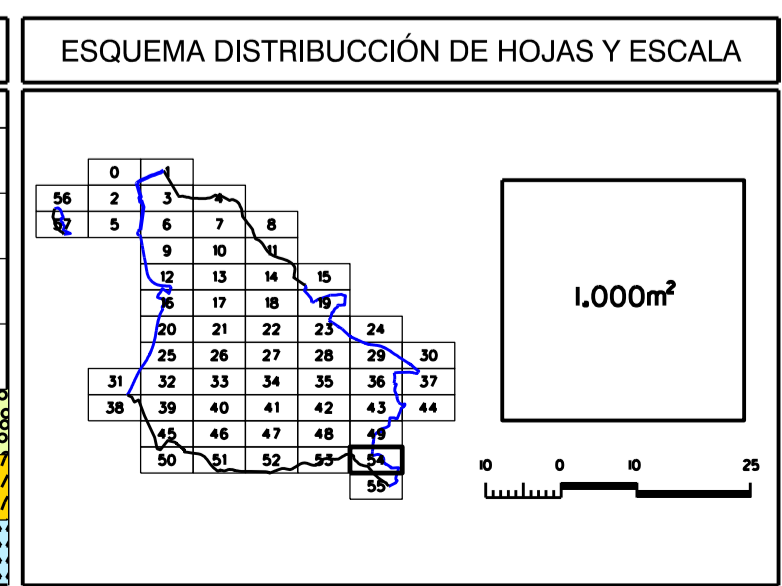 ESQUEMA DISTRIBUCCIÓN DE HOJAS Y ESCALA
0 1
56 2 3 4
57 5 6 7 8
9 10 11
12 13 14 15
16 17 18 19
20 21 22 23 24
25 26 27 28 29 30
31 32 33 34 35 36 37
38 39 40 41 42 43 44
45 46 47 48 49
50 51 52 53 54
55
1.000m²
10 0 10 25